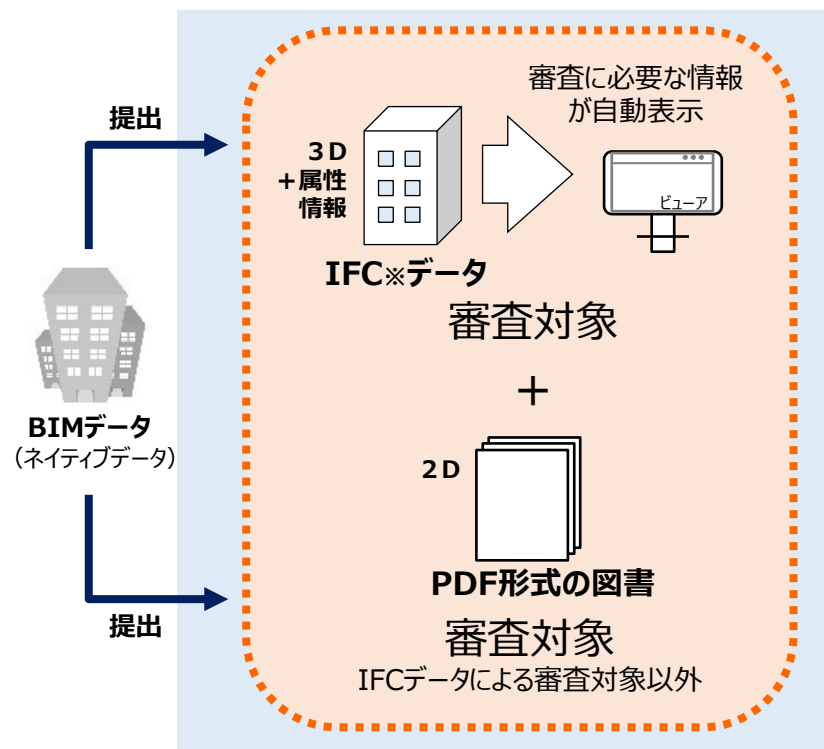 提出
BIMデータ
（ネイティブデータ）
提出
３Ｄ
＋属性
情報
IFC※データ
審査に必要な情報
が自動表示
ビューア
審査対象
＋
２Ｄ
PDF形式の図書
審査対象
IFCデータによる審査対象以外